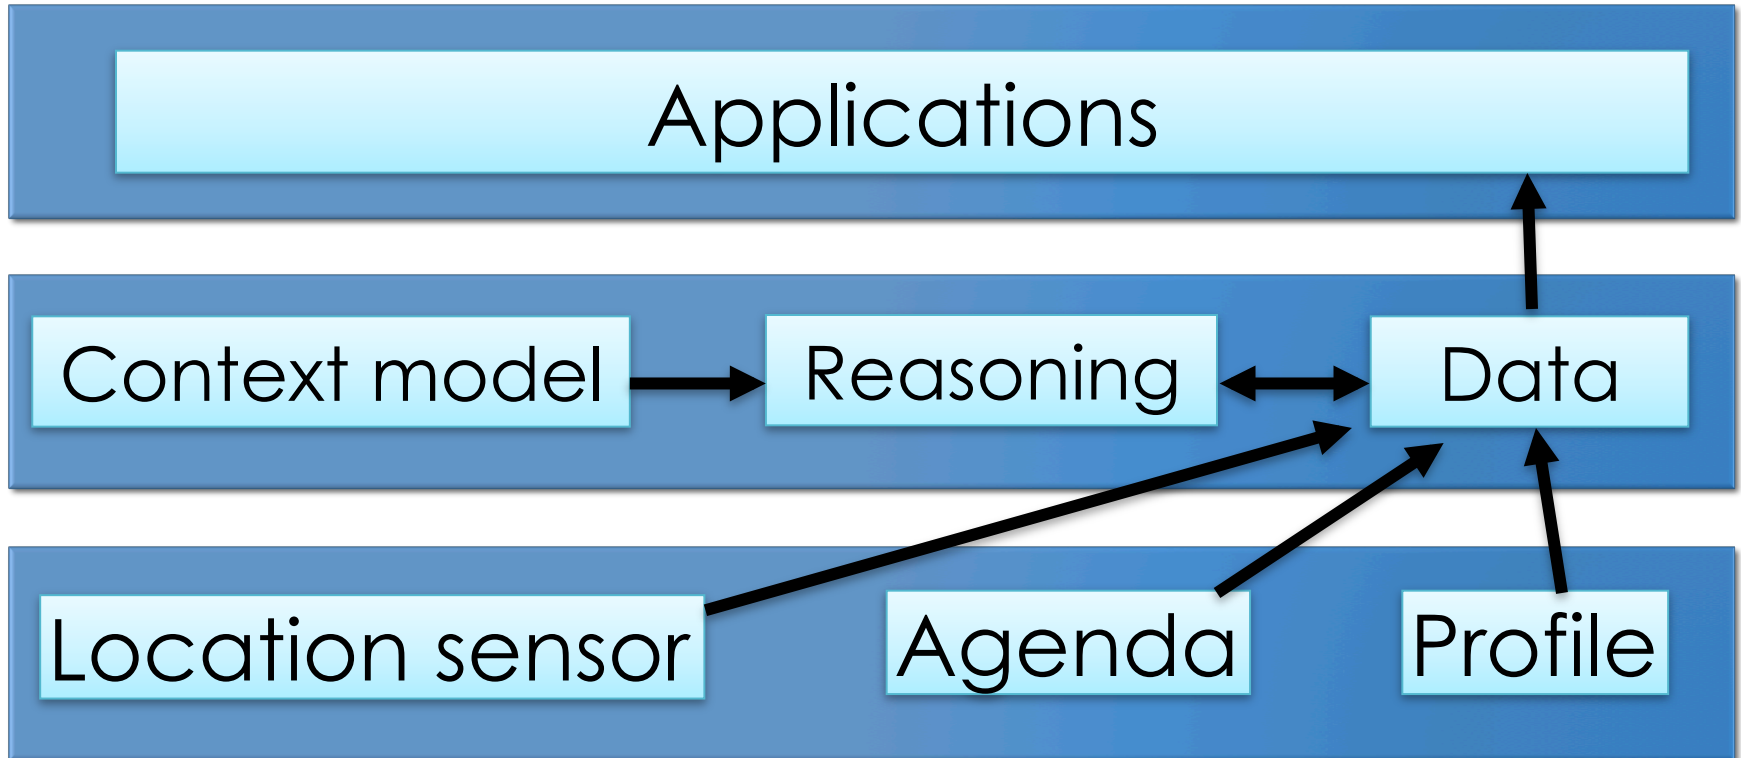 Applications
Context model
Reasoning
Data
Location sensor
Agenda
Profile